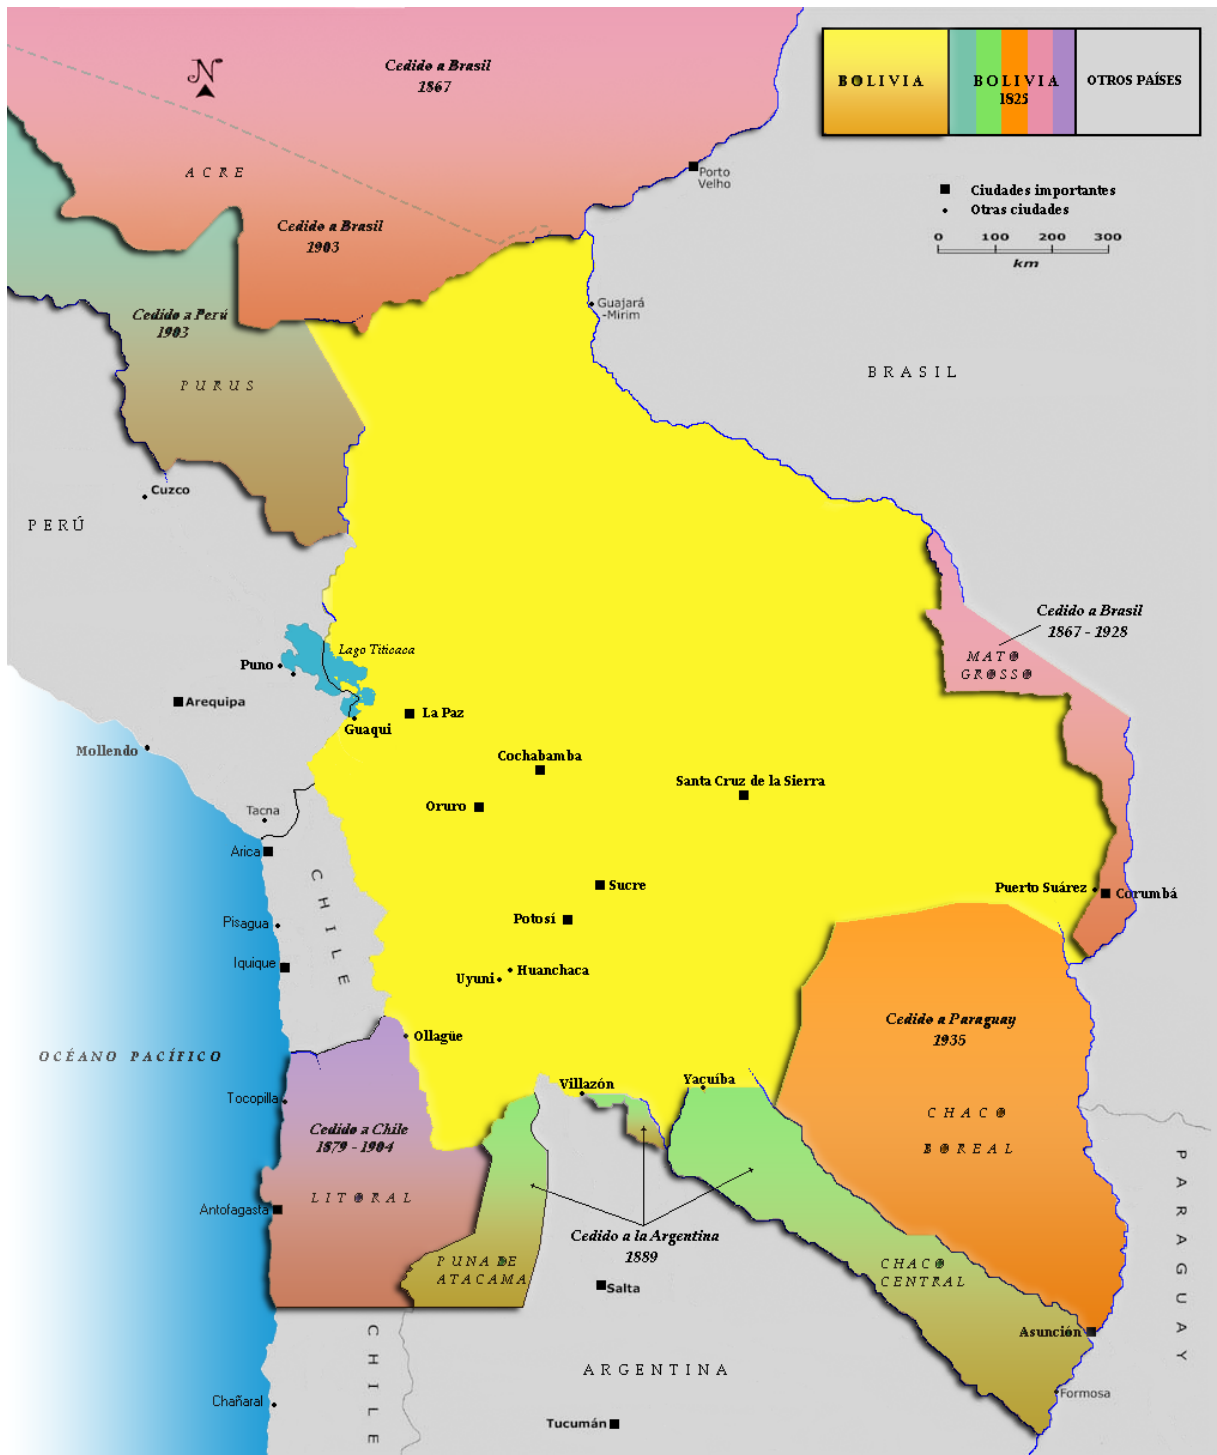 Cedido a Brasil
1867
BOLIVIA
BOLIVIA
1825
OTROS PAÍSES
N
ACRE
Porto
Velho
Ciudades importantes
Otras ciudades
0 100 200 300
km
Cedido a Brasil
1903
Cedido a Perú
1903
Guajará
-Mirim
PURUS
BRASIL
Cuzco
PERÚ
Cedido a Brasil
1867 - 1928
MATO
GROSSO
Lago Titicaca
Puno
Arequipa
La Paz
Guaqui
Mollendo
Cochabamba
Santa Cruz de la Sierra
Oruro
Tacna
Arica
CHILE
Sucre
Puerto Suárez
Corumbá
Pisagua
Potosí
Iquique
Huanchaca
Uyuni
Cedido a Paraguay
1935
Ollagüe
OCÉANO PACÍFICO
Villazón
Yacuíba
Tocopilla
CHACO
BOREAL
Cedido a Chile
1879 - 1904
PARAGUAY
LITORAL
Antofagasta
Cedido a la Argentina
1889
PUNA DE
ATACAMA
CHACO
CENTRAL
Salta
Asunción
CHILE
ARGENTINA
Formosa
Chañaral
Tucumán